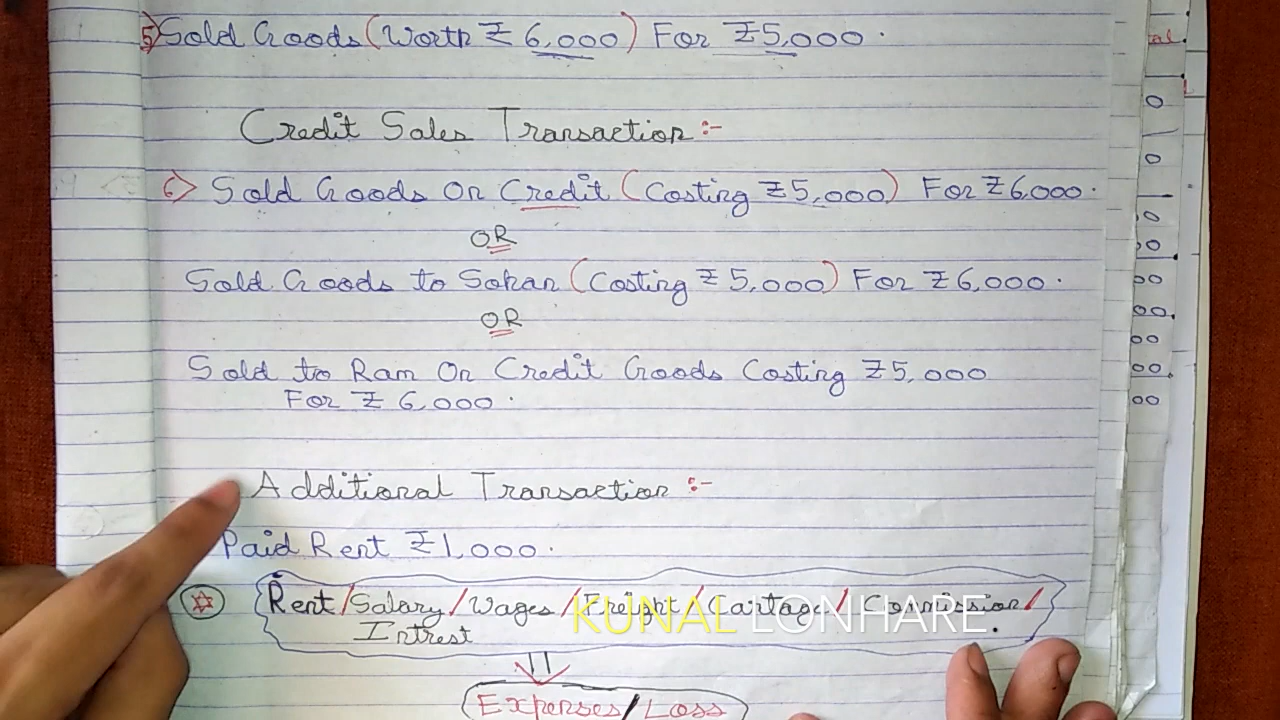 5) Sold Goods (Worth ₹ 6,000) For ₹5,000.
Credit Sales Transaction :-
6> Sold Goods On Credit (Costing ₹5,000) For ₹6,000.
OR
Sold Goods to Sohan (Costing ₹5,000) For ₹6,000.
OR
Sold to Ram On Credit Goods Costing ₹5,000
For ₹ 6,000.
Additional Transaction :-
Paid Rent ₹1,000.
Rent/Salary/Wages/Freight/Cartage/Commission/
Intrest
KUNAL LONHARE
Expenses/Loss